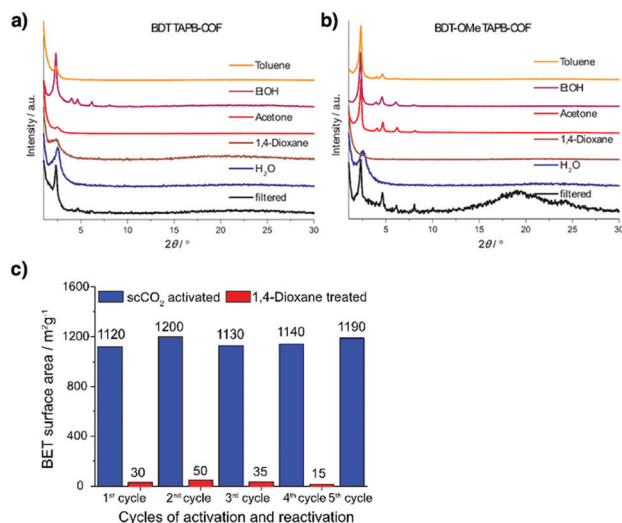 a)
BDT TAPB-COF
Toluene
EtOH
Acetone
1,4-Dioxane
H2O
filtered
Intensity / a.u.
5 10 15 20 25 30
2θ / °
b)
BDT-OMe TAPB-COF
Toluene
EtOH
Acetone
1,4-Dioxane
H2O
filtered
Intensity / a.u.
5 10 15 20 25 30
2θ / °
c)
scCO2 activated 1,4-Dioxane treated
BET surface area / m2g-1
1600
1200
800
400
0
1120 1200 1130 1140 1190
30 50 35 15
1st cycle 2nd cycle 3rd cycle 4th cycle 5th cycle
Cycles of activation and reactivation